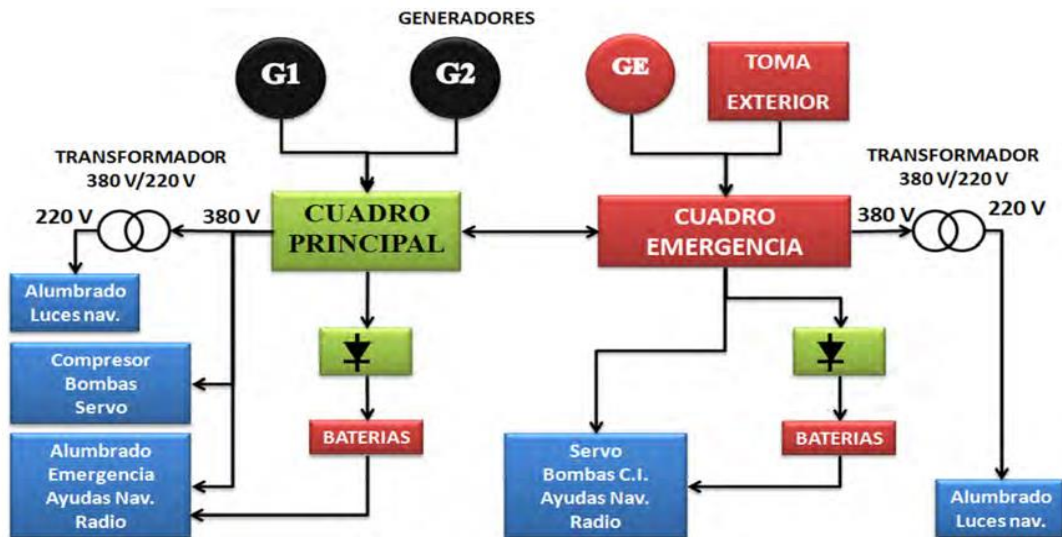 GENERADORES
G1
G2
GE
TOMA
EXTERIOR
TRANSFORMADOR
380 V/220 V
220 V
380 V
CUADRO
PRINCIPAL
CUADRO
EMERGENCIA
TRANSFORMADOR
380 V/220 V
380 V
220 V
Alumbrado
Luces nav.
Compresor
Bombas
Servo
Alumbrado
Emergencia
Ayudas Nav.
Radio
BATERIAS
Servo
Bombas C.I.
Ayudas Nav.
Radio
BATERIAS
Alumbrado
Luces nav.